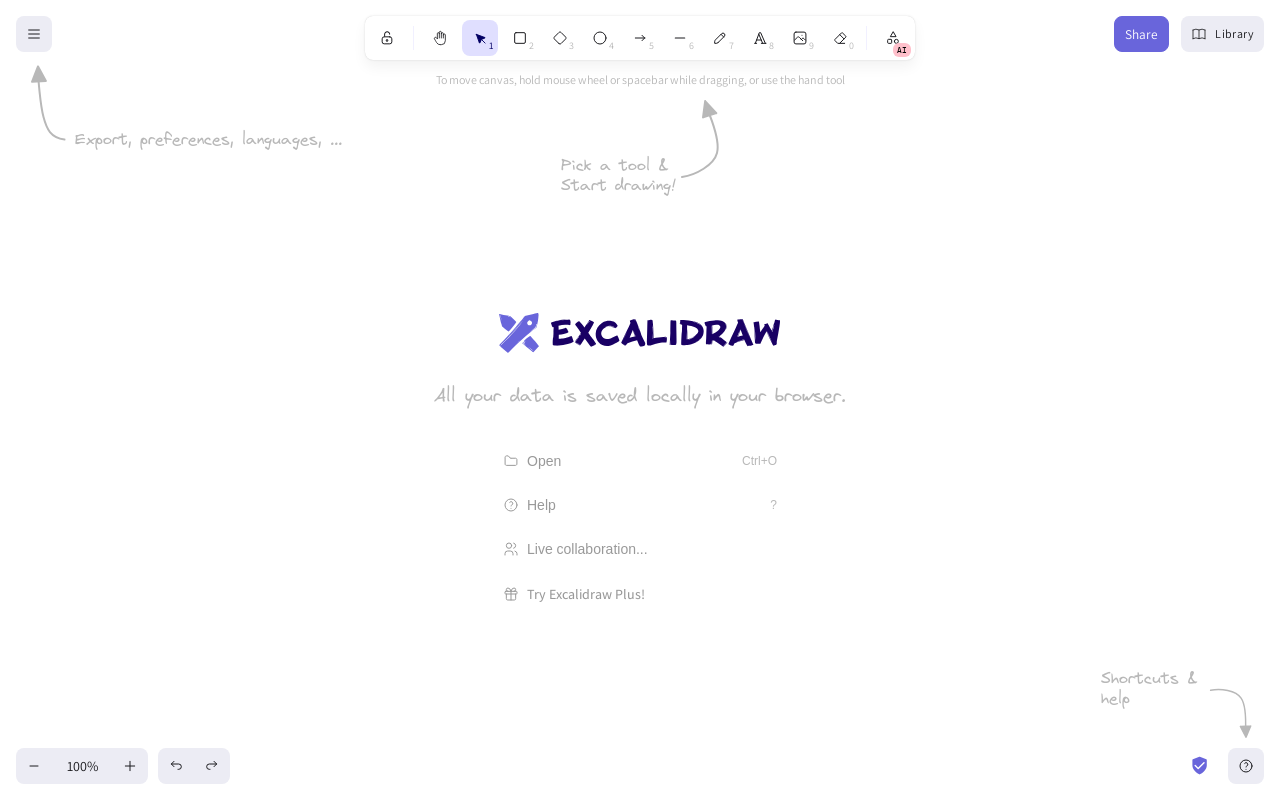 1
2
3
4
5
6
7
8
9
0
AI
Share
Library
To move canvas, hold mouse wheel or spacebar while dragging, or use the hand tool
Export, preferences, languages, ...
Pick a tool &
Start drawing!
EXCALIDRAW
All your data is saved locally in your browser.
Open Ctrl+O
Help ?
Live collaboration...
Try Excalidraw Plus!
Shortcuts &
help
100%